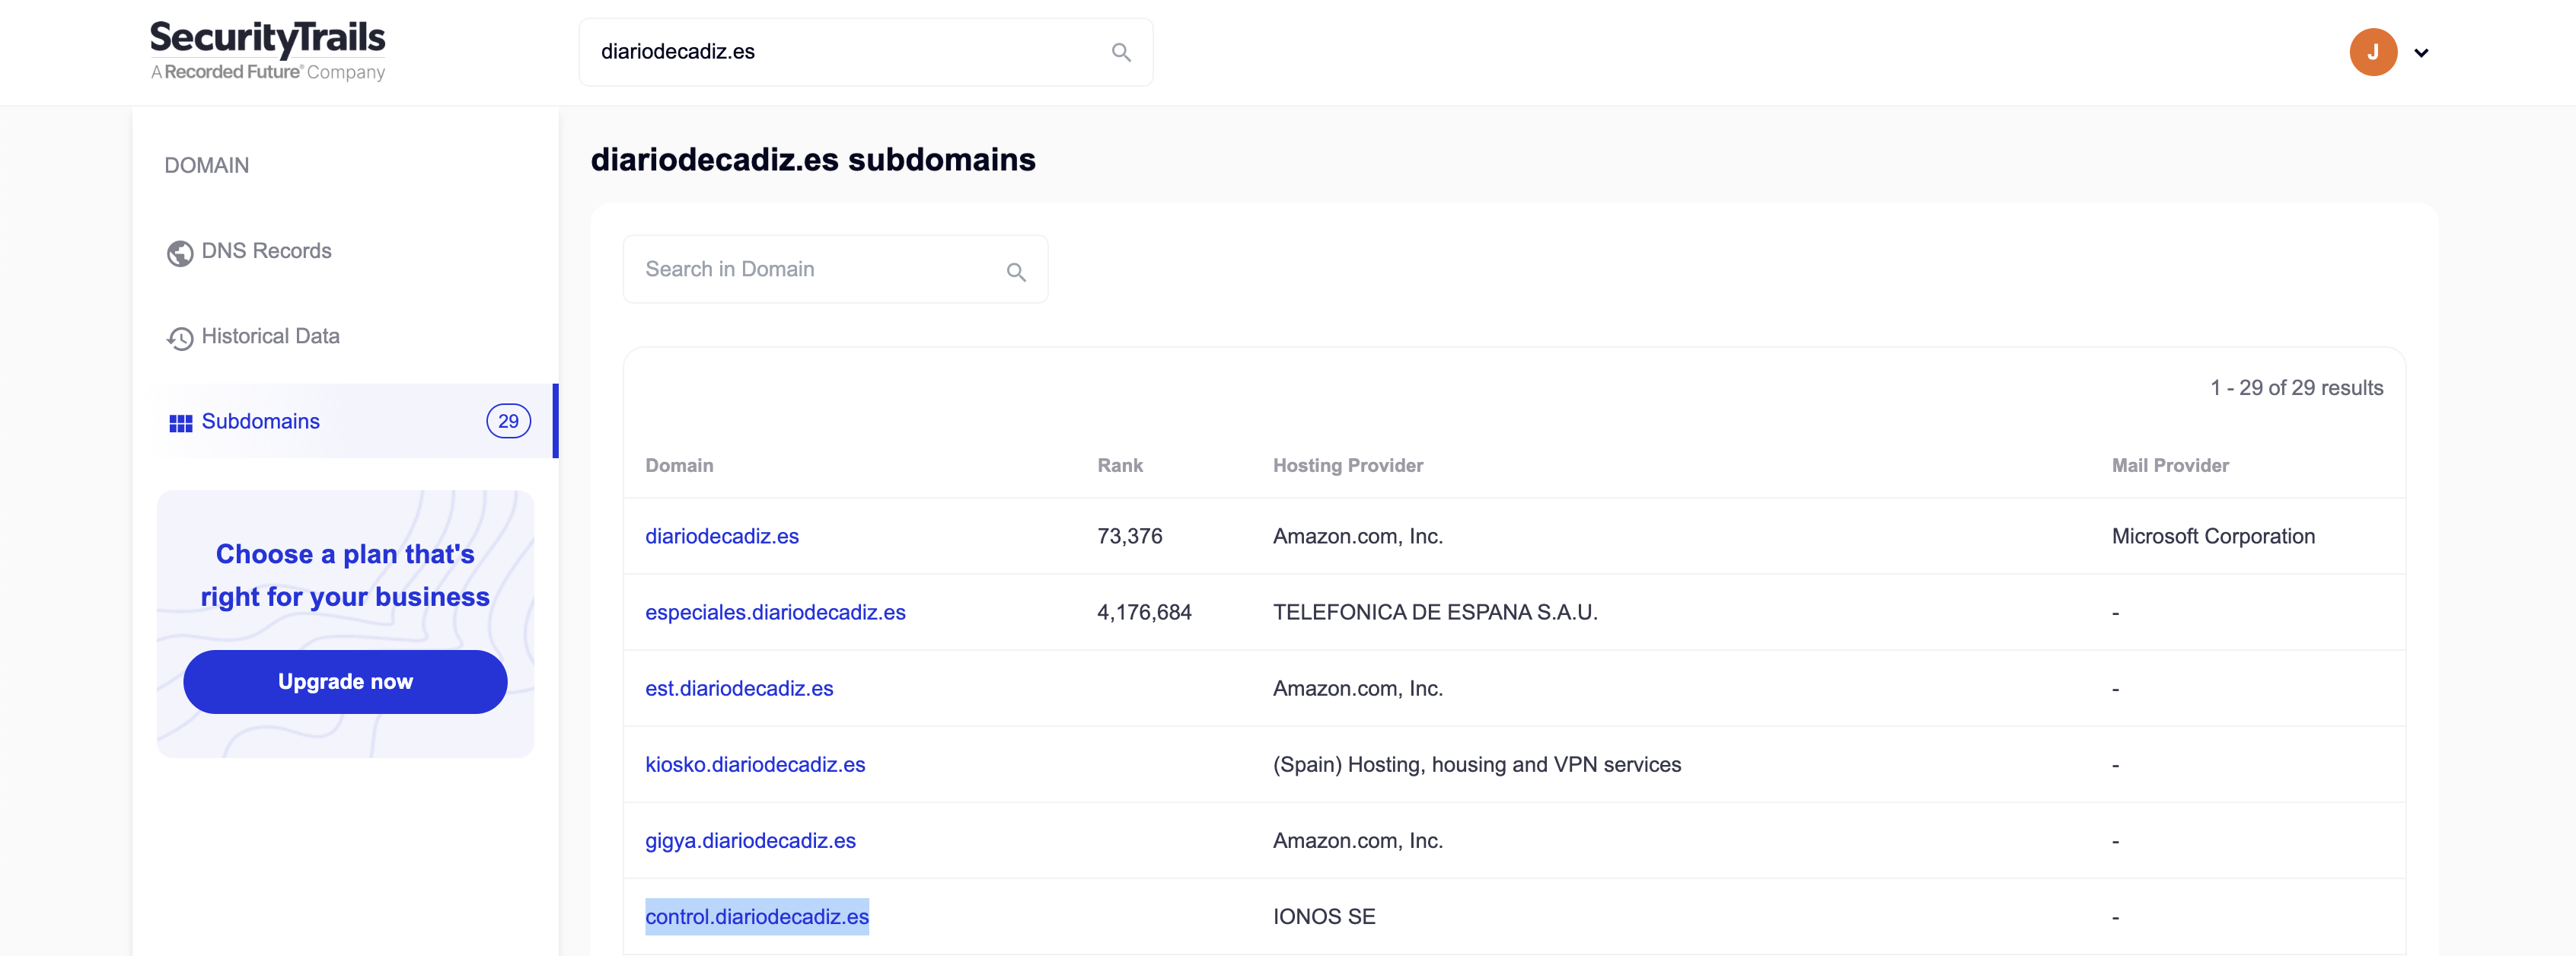 SecurityTrails
A Recorded Future® Company
diariodecadiz.es
J
DOMAIN
DNS Records
Historical Data
Subdomains 29
Choose a plan that's
right for your business
Upgrade now
diariodecadiz.es subdomains
Search in Domain
1 - 29 of 29 results
Domain Rank Hosting Provider Mail Provider
diariodecadiz.es 73,376 Amazon.com, Inc. Microsoft Corporation
especiales.diariodecadiz.es 4,176,684 TELEFONICA DE ESPANA S.A.U. -
est.diariodecadiz.es Amazon.com, Inc. -
kiosko.diariodecadiz.es (Spain) Hosting, housing and VPN services -
gigya.diariodecadiz.es Amazon.com, Inc. -
control.diariodecadiz.es IONOS SE -